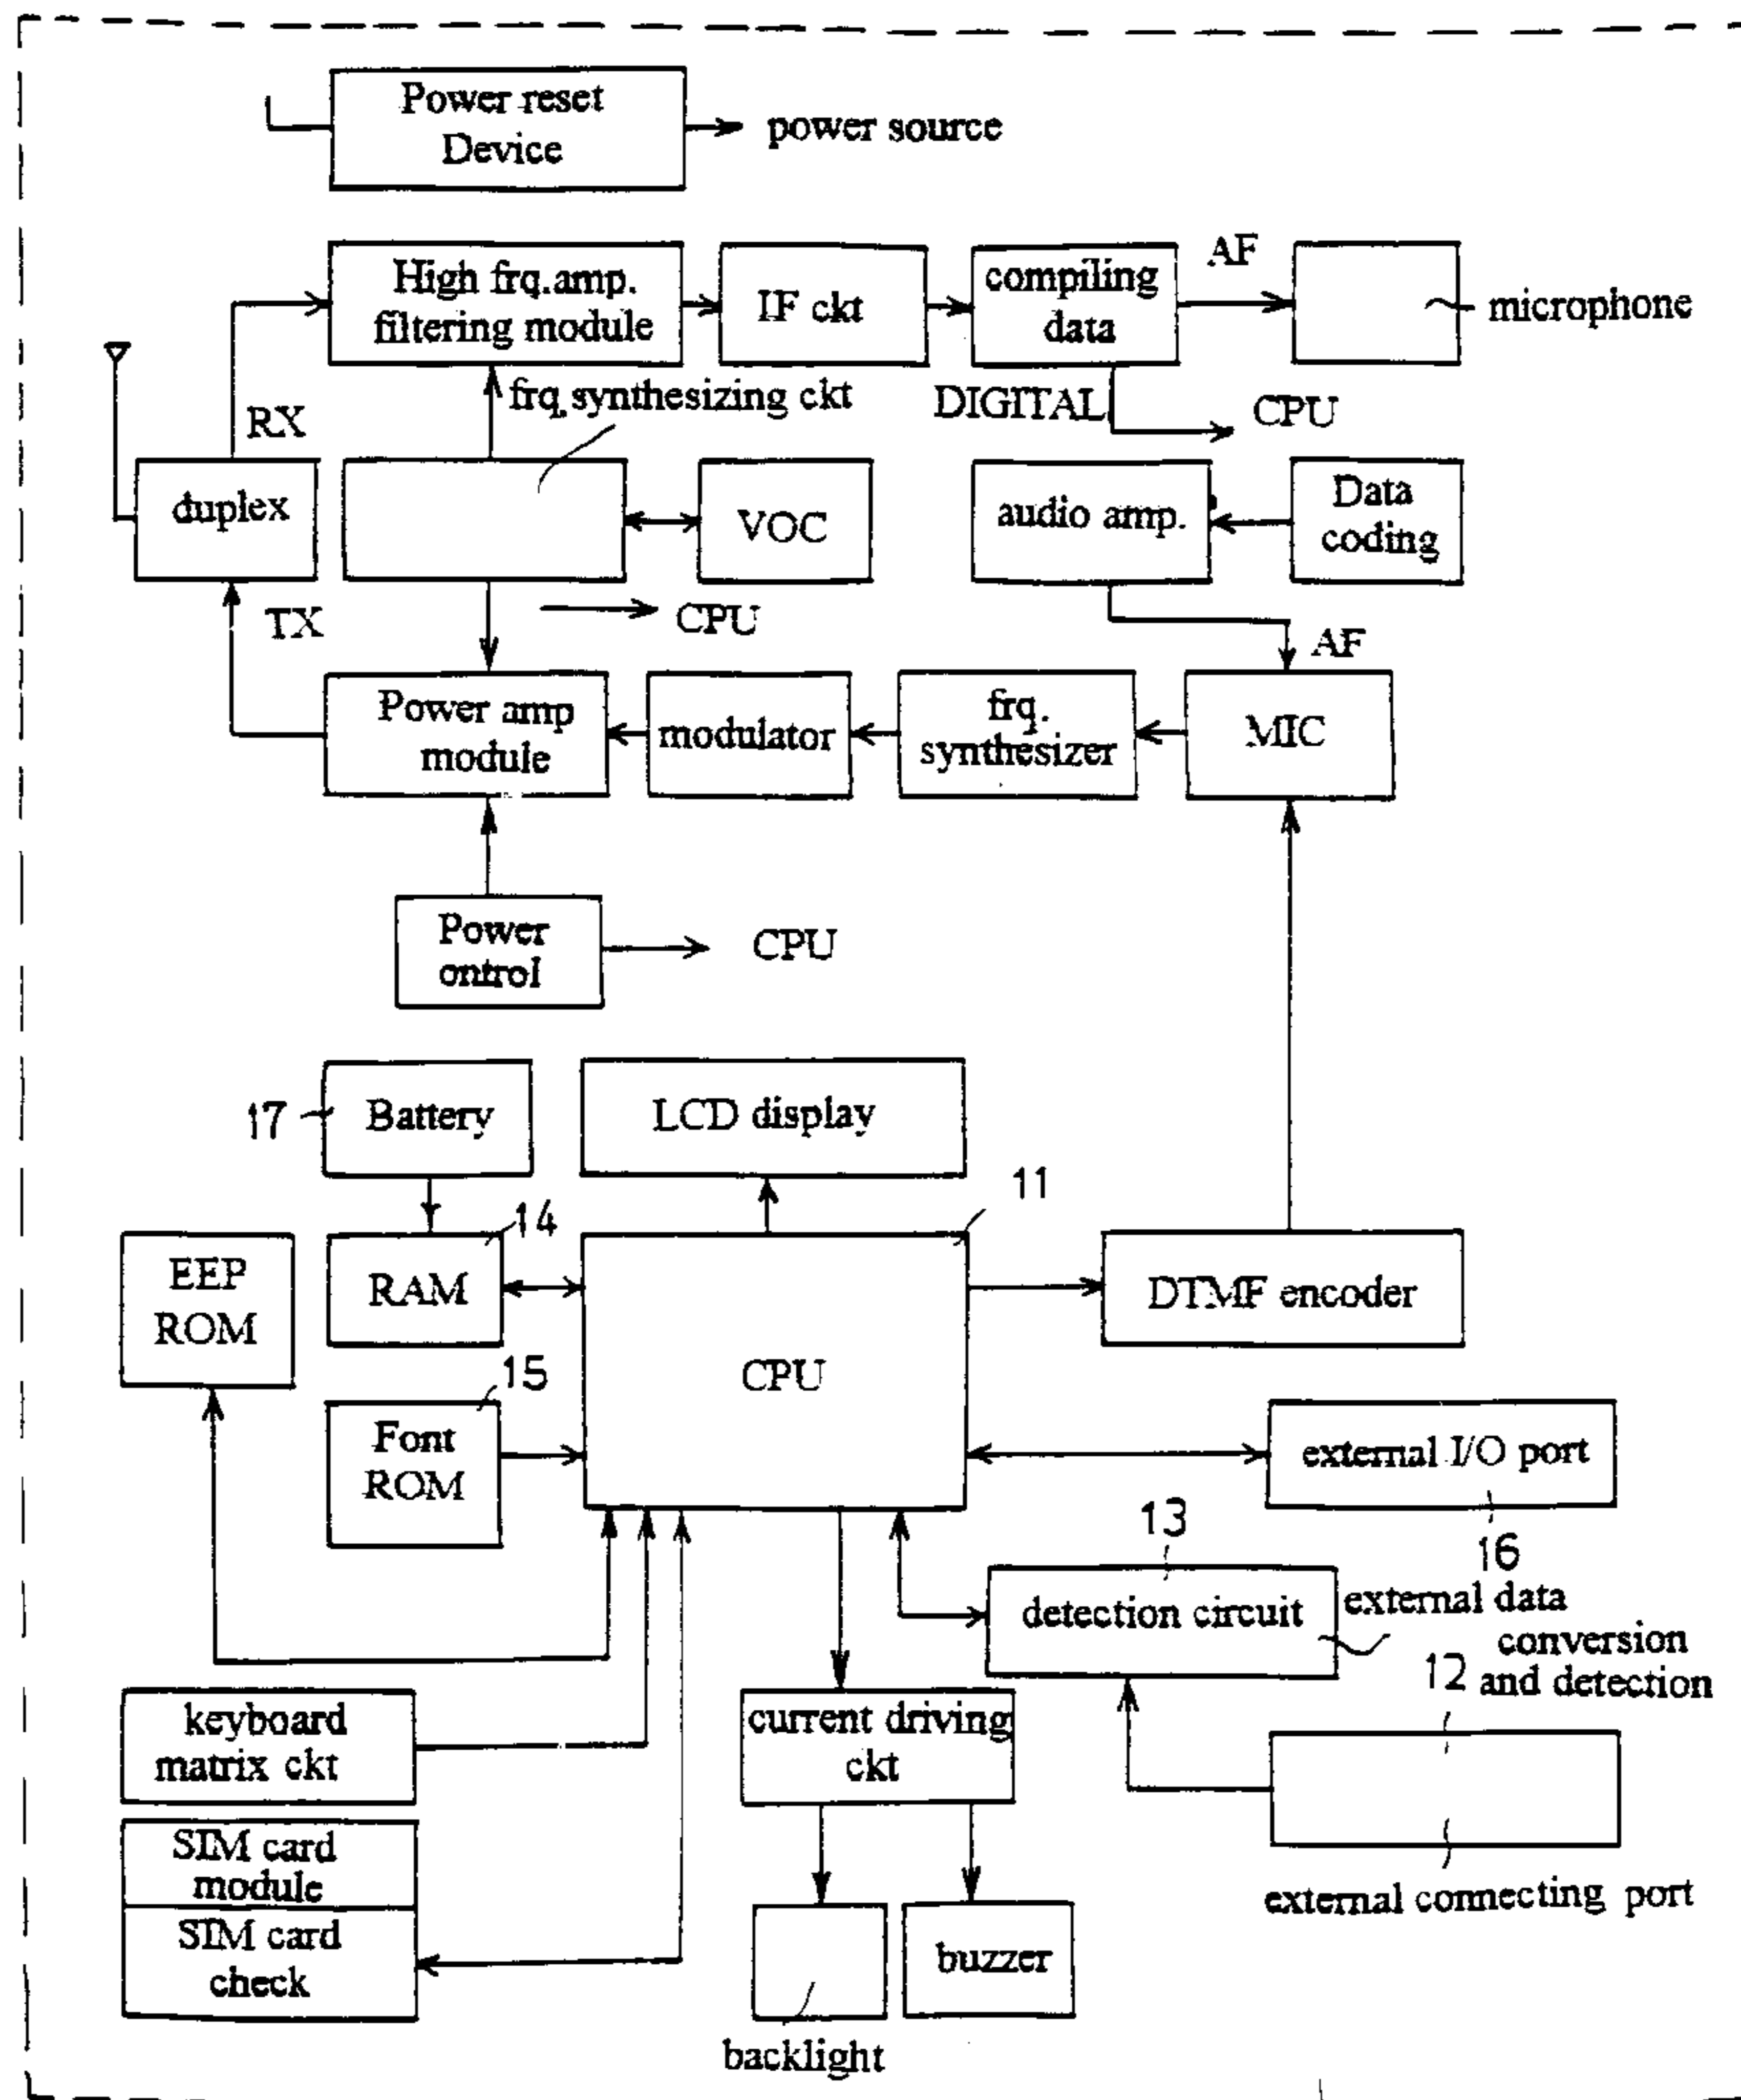 Power reset
Device
power source
High frq.amp.
filtering module
IF ckt
compiling
data
AF
microphone
frq.synthesizing ckt
DIGITAL
CPU
RX
duplex
VOC
audio amp.
Data
coding
TX
CPU
AF
Power amp
module
modulator
frq.
synthesizer
MIC
Power
ontrol
CPU
17
Battery
LCD display
11
14
EEP
ROM
RAM
DTMF encoder
CPU
15
Font
ROM
external I/O port
16
13
detection circuit
external data
conversion
and detection
12
keyboard
matrix ckt
current driving
ckt
SIM card
module
SIM card
check
external connecting port
buzzer
backlight